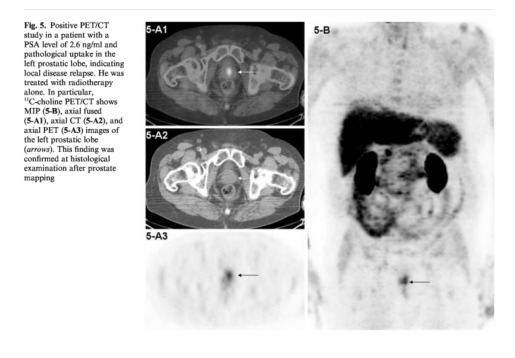 Fig. 5. Positive PET/CT
study in a patient with a
PSA level of 2.6 ng/ml and
pathological uptake in the
left prostatic lobe, indicating
local disease relapse. He was
treated with radiotherapy
alone. In particular,
¹¹C-choline PET/CT shows
MIP (5-B), axial fused
(5-A1), axial CT (5-A2), and
axial PET (5-A3) images of
the left prostatic lobe
(arrows). This finding was
confirmed at histological
examination after prostate
mapping
5-A1
5-A2
5-A3
5-B